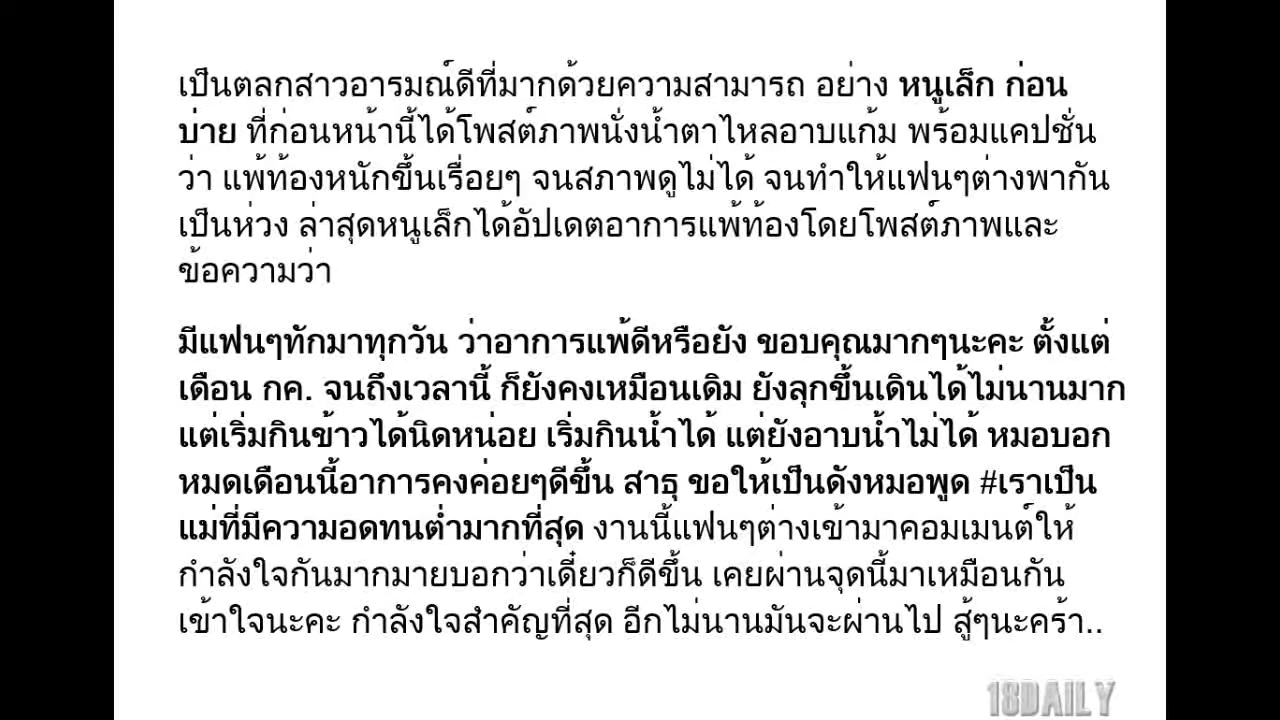 เป็นตลกสาวอารมณ์ดีที่มากด้วยความสามารถ อย่าง หนูเล็ก ก่อน
บ่าย ที่ก่อนหน้านี้ได้โพสต์ภาพนั่งน้ำตาไหลอาบแก้ม พร้อมแคปชั่น
ว่า แพ้ท้องหนักขึ้นเรื่อยๆ จนสภาพดูไม่ได้ จนทำให้แฟนๆต่างพากัน
เป็นห่วง ล่าสุดหนูเล็กได้อัปเดตอาการแพ้ท้องโดยโพสต์ภาพและ
ข้อความว่า
มีแฟนๆทักมาทุกวัน ว่าอาการแพ้ดีหรือยัง ขอบคุณมากๆนะคะ ตั้งแต่
เดือน กค. จนถึงเวลานี้ ก็ยังคงเหมือนเดิม ยังลุกขึ้นเดินได้ไม่นานมาก
แต่เริ่มกินข้าวได้นิดหน่อย เริ่มกินน้ำได้ แต่ยังอาบน้ำไม่ได้ หมอบอก
หมดเดือนนี้อาการคงค่อยๆดีขึ้น สาธุ ขอให้เป็นดังหมอพูด #เราเป็น
แม่ที่มีความอดทนต่ำมากที่สุด งานนี้แฟนๆต่างเข้ามาคอมเมนต์ให้
กำลังใจกันมากมายบอกว่าเดี๋ยวก็ดีขึ้น เคยผ่านจุดนี้มาเหมือนกัน
เข้าใจนะคะ กำลังใจสำคัญที่สุด อีกไม่นานมันจะผ่านไป สู้ๆนะคร้า..
18DAILY